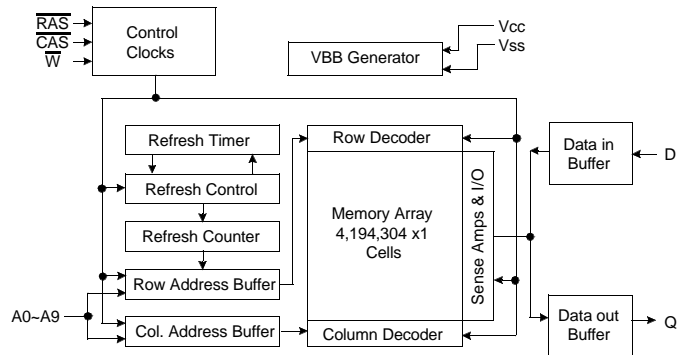 RAS
CAS
W
Control
Clocks
VBB Generator
Vcc
Vss
Refresh Timer
Refresh Control
Refresh Counter
Row Address Buffer
Col. Address Buffer
A0~A9
Row Decoder
Memory Array
4,194,304 x1
Cells
Column Decoder
Sense Amps & I/O
Data in
Buffer
D
Data out
Buffer
Q